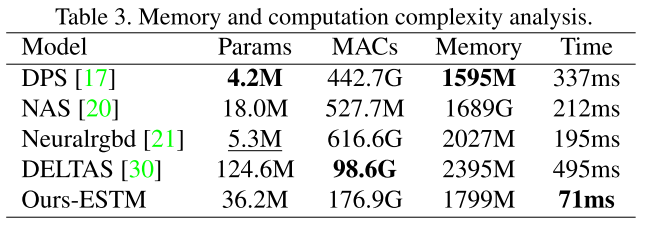 Table 3. Memory and computation complexity analysis.
Model Params MACs Memory Time
DPS [17] 4.2M 442.7G 1595M 337ms
NAS [20] 18.0M 527.7M 1689G 212ms
Neuralrgbd [21] 5.3M 616.6G 2027M 195ms
DELTAS [30] 124.6M 98.6G 2395M 495ms
Ours-ESTM 36.2M 176.9G 1799M 71ms